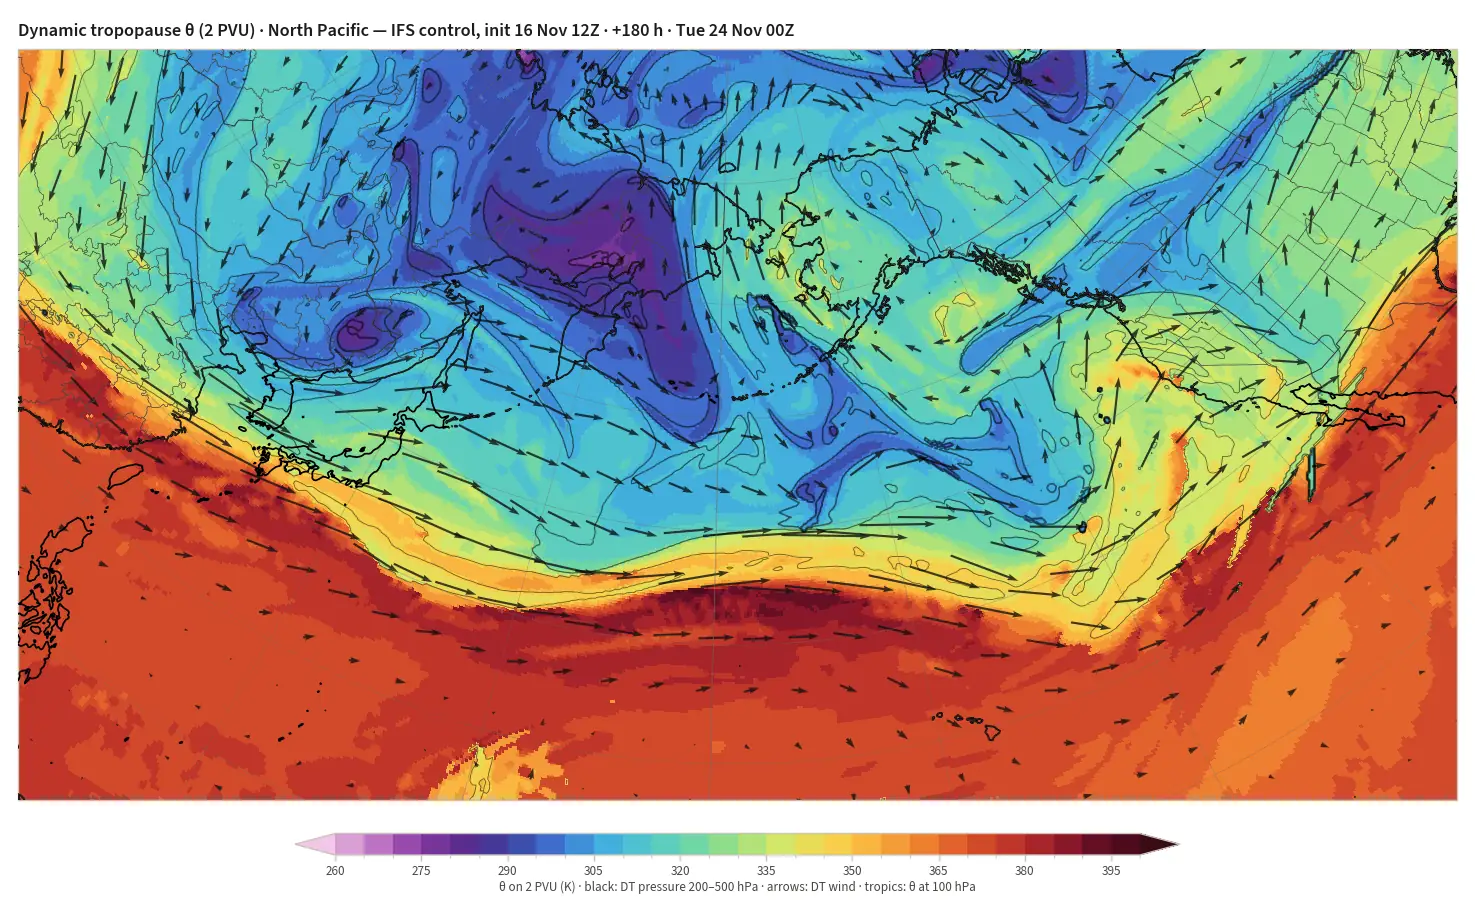 Dynamic tropopause θ (2 PVU) · North Pacific — IFS control, init 16 Nov 12Z · +180 h · Tue 24 Nov 00Z
260 275 290 305 320 335 350 365 380 395
θ on 2 PVU (K) · black: DT pressure 200–500 hPa · arrows: DT wind · tropics: θ at 100 hPa